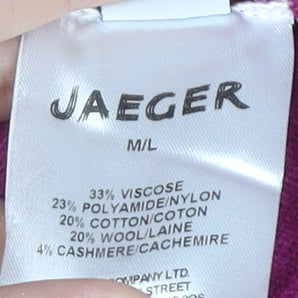 JAEGER
M/L
33% VISCOSE
23% POLYAMIDE/NYLON
20% COTTON/COTON
20% WOOL/LAINE
4% CASHMERE/CACHEMIRE
COMPANY LTD.
STREET